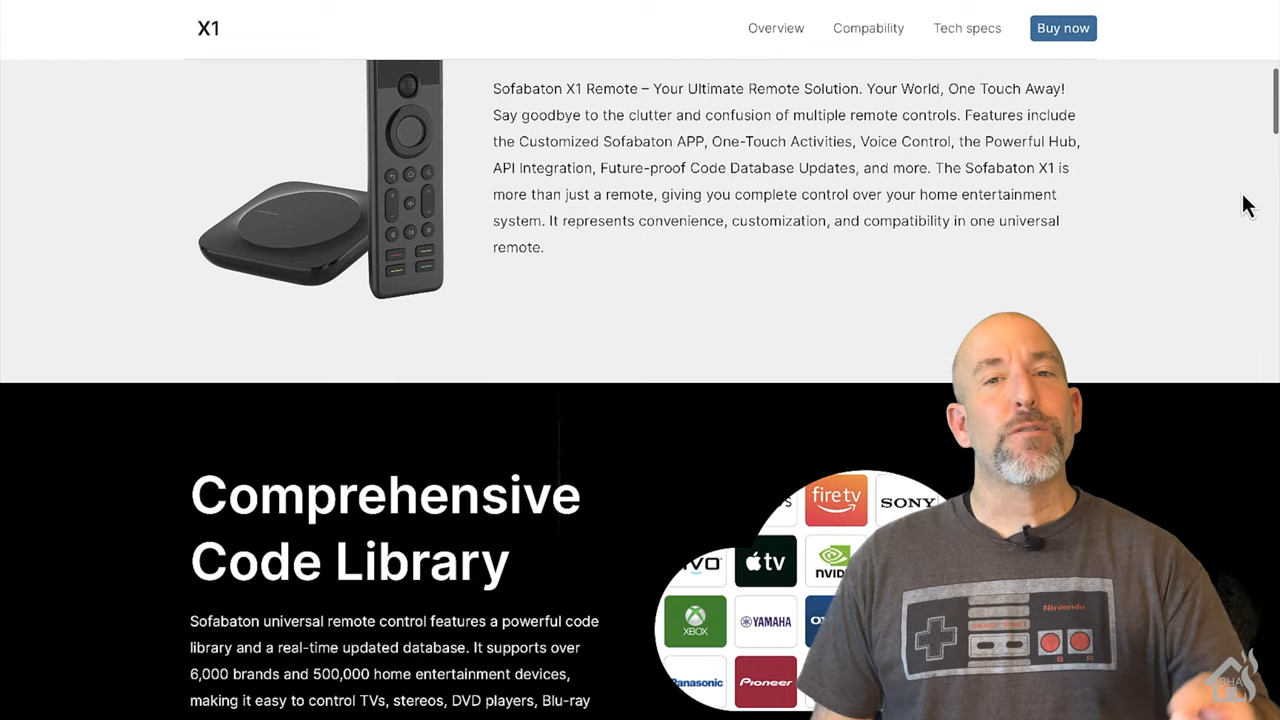 X1
Overview
Compability
Tech specs
Buy now
Sofabaton X1 Remote – Your Ultimate Remote Solution. Your World, One Touch Away!
Say goodbye to the clutter and confusion of multiple remote controls. Features include
the Customized Sofabaton APP, One-Touch Activities, Voice Control, the Powerful Hub,
API Integration, Future-proof Code Database Updates, and more. The Sofabaton X1 is
more than just a remote, giving you complete control over your home entertainment
system. It represents convenience, customization, and compatibility in one universal
remote.
Comprehensive
Code Library
Sofabaton universal remote control features a powerful code
library and a real-time updated database. It supports over
6,000 brands and 500,000 home entertainment devices,
making it easy to control TVs, stereos, DVD players, Blu-ray
firetv
SONY
tv
XBOX
YAMAHA
Panasonic
Pioneer
Nintendo
SELECT START
B A
BHA